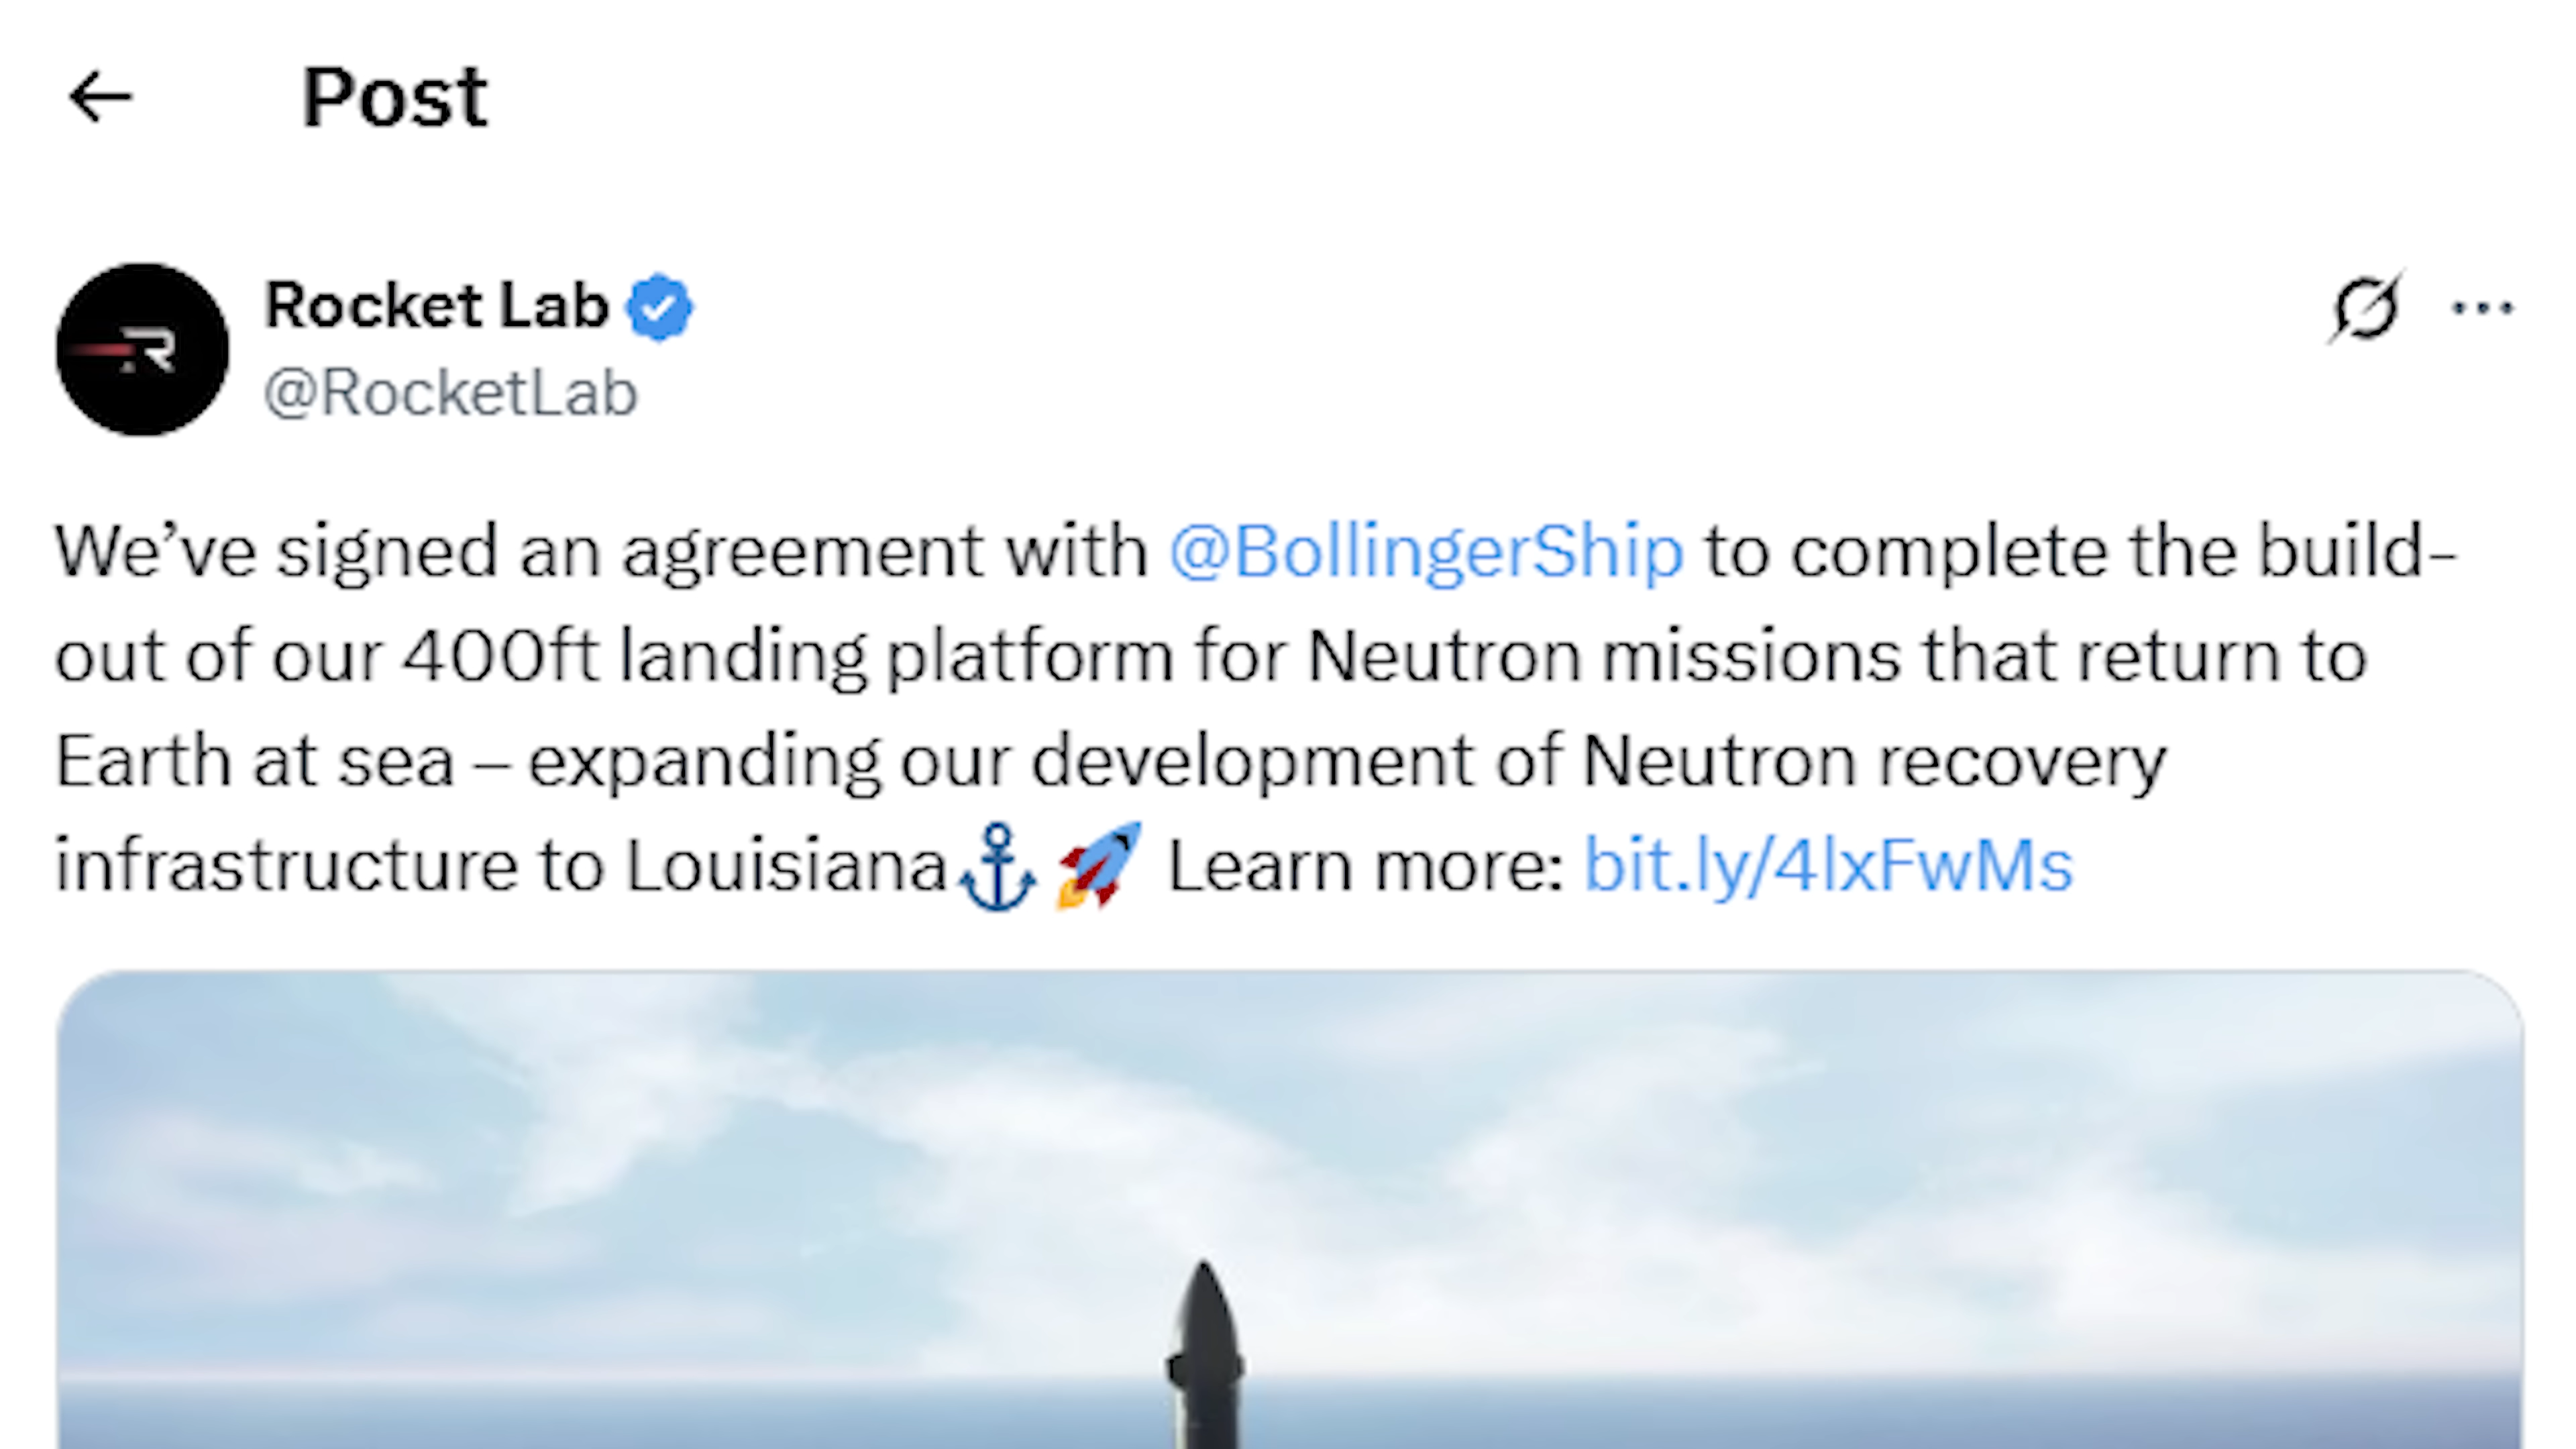 Post
Rocket Lab
@RocketLab
We’ve signed an agreement with @BollingerShip to complete the build-
out of our 400ft landing platform for Neutron missions that return to
Earth at sea – expanding our development of Neutron recovery
infrastructure to Louisiana⚓🚀 Learn more: bit.ly/4lxFwMs